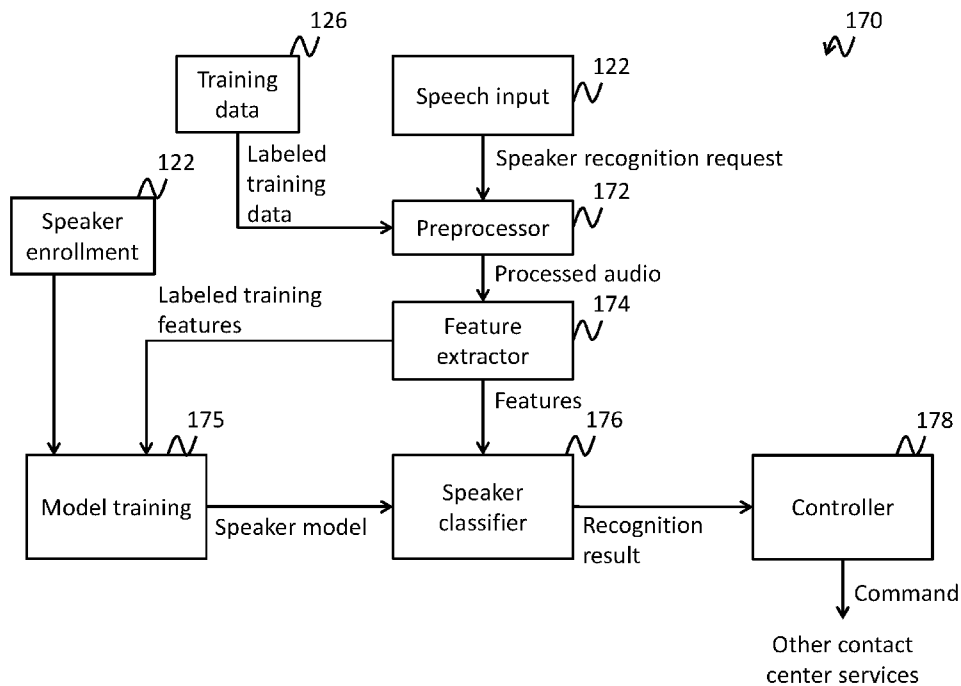 126
170
Training
data
122
Speech input
Labeled
training
data
Speaker recognition request
122
172
Speaker
enrollment
Preprocessor
Processed audio
Labeled training
features
174
Feature
extractor
Features
175
176
178
Model training
Speaker model
Speaker
classifier
Recognition
result
Controller
Command
Other contact
center services